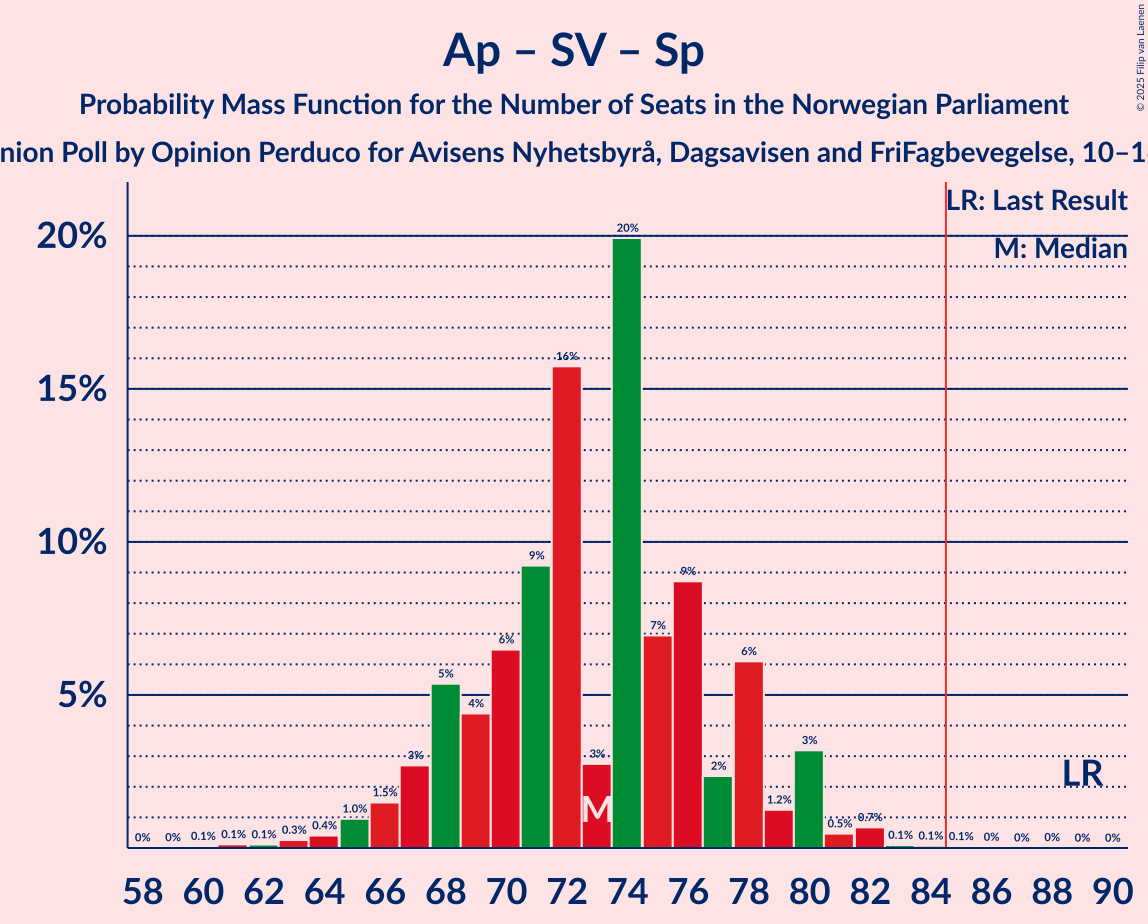 Ap – SV – Sp
Probability Mass Function for the Number of Seats in the Norwegian Parliament
Poll by Opinion Perduco for Avisens Nyhetsbyrå, Dagsavisen and FriFagbevegelse,
© 2025 Filip van Laenen
LR: Last Result
M: Median
20%
15%
10%
5%
0% 0% 0.1% 0.1% 0.1% 0.3% 0.4% 1.0% 1.5% 3% 5% 4% 6% 9% 16% 3% 20% 7% 9% 2% 6% 1.2% 3% 0.5% 0.7% 0.1% 0.1% 0.1% 0% 0% 0% 0% 0%
M
LR
58 60 62 64 66 68 70 72 74 76 78 80 82 84 86 88 90